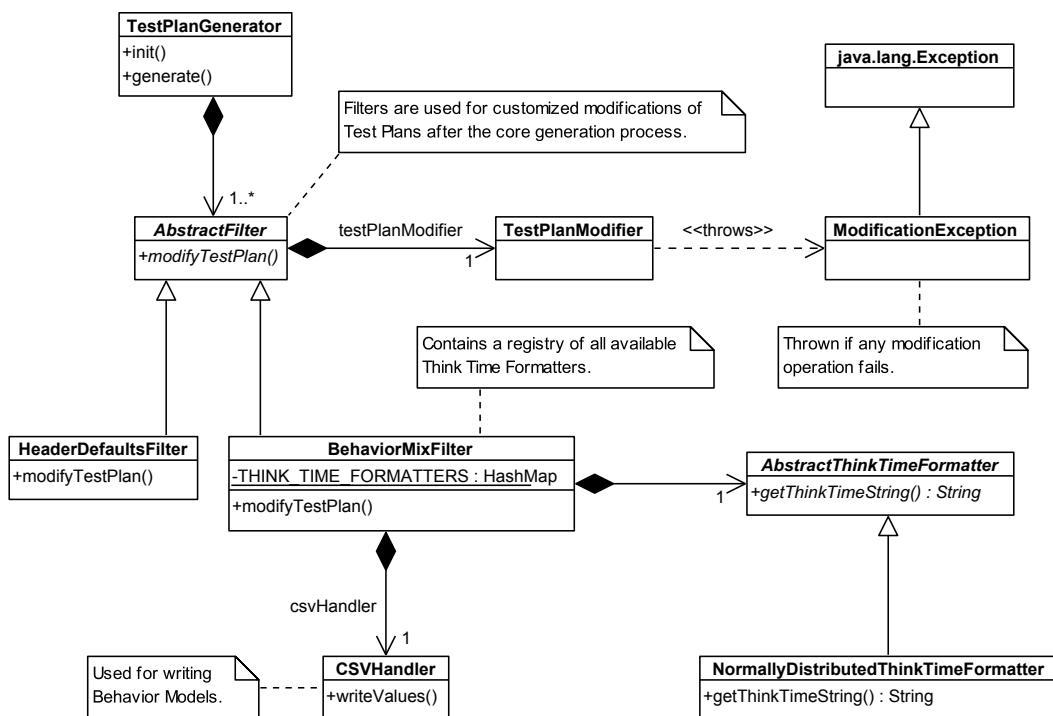 TestPlanGenerator
+init()
+generate()
java.lang.Exception
Filters are used for customized modifications of
Test Plans after the core generation process.
1..*
AbstractFilter
+modifyTestPlan()
testPlanModifier
1
TestPlanModifier
<<throws>>
ModificationException
Contains a registry of all available
Think Time Formatters.
Thrown if any modification
operation fails.
HeaderDefaultsFilter
+modifyTestPlan()
BehaviorMixFilter
-THINK_TIME_FORMATTERS : HashMap
+modifyTestPlan()
1
AbstractThinkTimeFormatter
+getThinkTimeString() : String
csvHandler
1
Used for writing
Behavior Models.
CSVHandler
+writeValues()
NormallyDistributedThinkTimeFormatter
+getThinkTimeString() : String